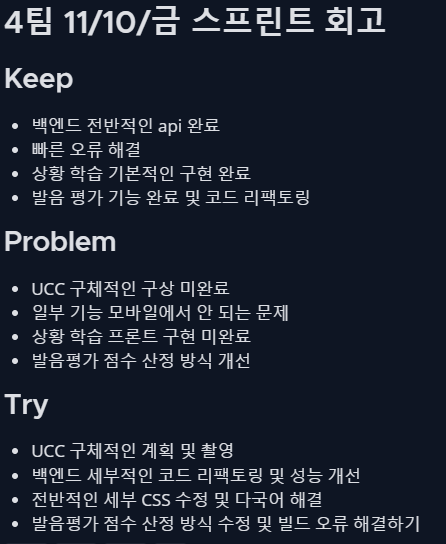 4팀 11/10/금 스프린트 회고
Keep
• 백엔드 전반적인 api 완료
• 빠른 오류 해결
• 상황 학습 기본적인 구현 완료
• 발음 평가 기능 완료 및 코드 리팩토링
Problem
• UCC 구체적인 구상 미완료
• 일부 기능 모바일에서 안 되는 문제
• 상황 학습 프론트 구현 미완료
• 발음평가 점수 산정 방식 개선
Try
• UCC 구체적인 계획 및 촬영
• 백엔드 세부적인 코드 리팩토링 및 성능 개선
• 전반적인 세부 CSS 수정 및 다국어 해결
• 발음평가 점수 산정 방식 수정 및 빌드 오류 해결하기